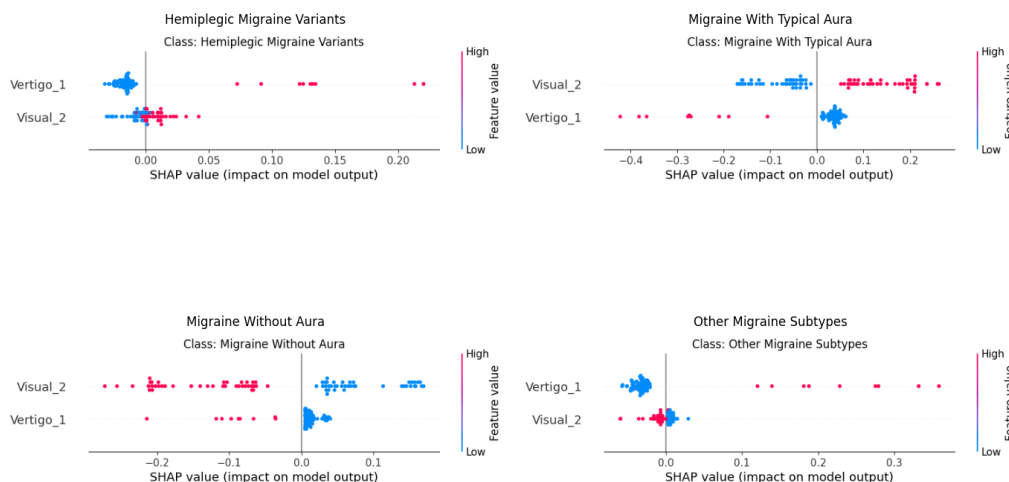 Hemiplegic Migraine Variants
Class: Hemiplegic Migraine Variants
High
Vertigo_1
Visual_2
Feature value
Low
0.00 0.05 0.10 0.15 0.20
SHAP value (impact on model output)
Migraine With Typical Aura
Class: Migraine With Typical Aura
High
Visual_2
Vertigo_1
Feature value
Low
−0.4 −0.3 −0.2 −0.1 0.0 0.1 0.2
SHAP value (impact on model output)
Migraine Without Aura
Class: Migraine Without Aura
High
Visual_2
Vertigo_1
Feature value
Low
−0.2 −0.1 0.0 0.1
SHAP value (impact on model output)
Other Migraine Subtypes
Class: Other Migraine Subtypes
High
Vertigo_1
Visual_2
Feature value
Low
0.0 0.1 0.2 0.3
SHAP value (impact on model output)